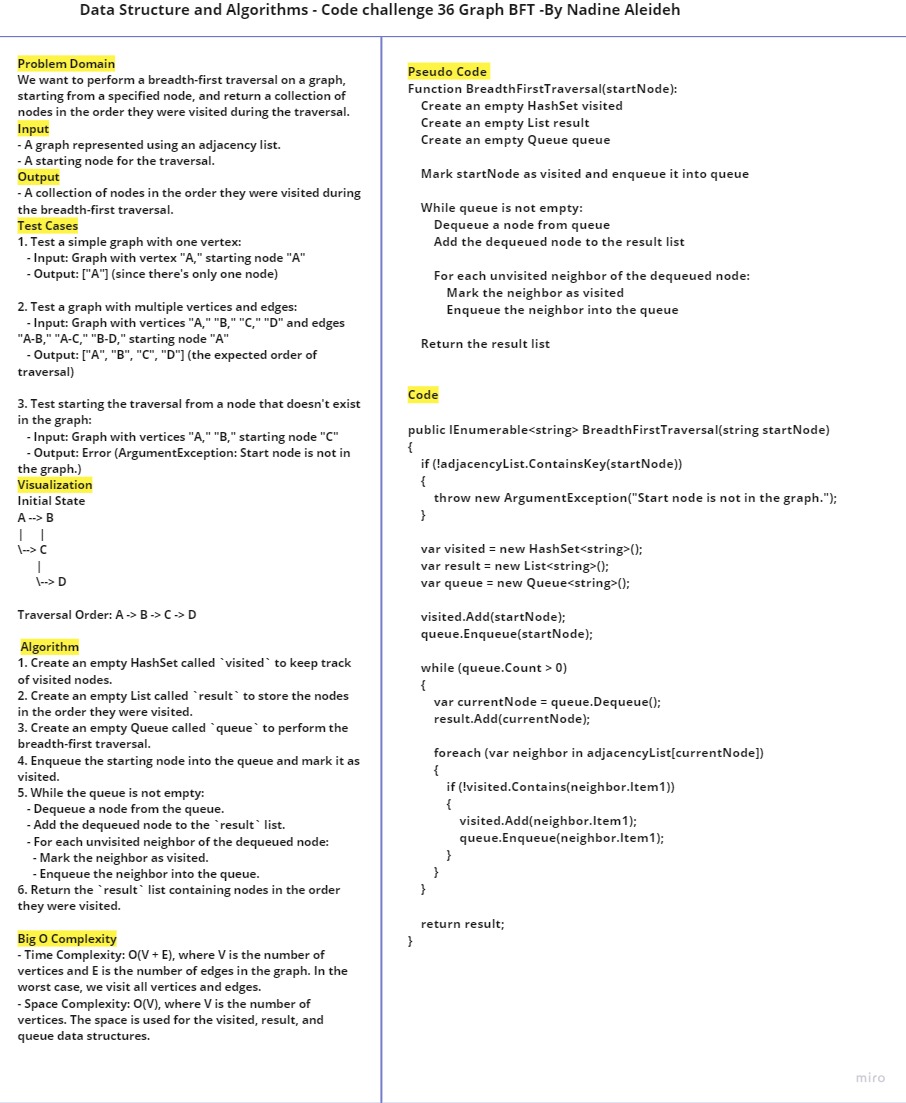 Data Structure and Algorithms - Code challenge 36 Graph BFT -By Nadine Aleideh
Problem Domain
We want to perform a breadth-first traversal on a graph,
starting from a specified node, and return a collection of
nodes in the order they were visited during the traversal.
Input
- A graph represented using an adjacency list.
- A starting node for the traversal.
Output
- A collection of nodes in the order they were visited during
the breadth-first traversal.
Test Cases
1. Test a simple graph with one vertex:
- Input: Graph with vertex "A," starting node "A"
- Output: ["A"] (since there's only one node)
2. Test a graph with multiple vertices and edges:
- Input: Graph with vertices "A," "B," "C," "D" and edges
"A-B," "A-C," "B-D," starting node "A"
- Output: ["A", "B", "C", "D"] (the expected order of
traversal)
3. Test starting the traversal from a node that doesn't exist
in the graph:
- Input: Graph with vertices "A," "B," starting node "C"
- Output: Error (ArgumentException: Start node is not in
the graph.)
Visualization
Initial State
A --> B
|    |
\--> C
|
\--> D
Traversal Order: A -> B -> C -> D
Algorithm
1. Create an empty HashSet called `visited` to keep track
of visited nodes.
2. Create an empty List called `result` to store the nodes
in the order they were visited.
3. Create an empty Queue called `queue` to perform the
breadth-first traversal.
4. Enqueue the starting node into the queue and mark it as
visited.
5. While the queue is not empty:
- Dequeue a node from the queue.
- Add the dequeued node to the `result` list.
- For each unvisited neighbor of the dequeued node:
- Mark the neighbor as visited.
- Enqueue the neighbor into the queue.
6. Return the `result` list containing nodes in the order
they were visited.
Big O Complexity
- Time Complexity: O(V + E), where V is the number of
vertices and E is the number of edges in the graph. In the
worst case, we visit all vertices and edges.
- Space Complexity: O(V), where V is the number of
vertices. The space is used for the visited, result, and
queue data structures.
Pseudo Code
Function BreadthFirstTraversal(startNode):
Create an empty HashSet visited
Create an empty List result
Create an empty Queue queue
Mark startNode as visited and enqueue it into queue
While queue is not empty:
Dequeue a node from queue
Add the dequeued node to the result list
For each unvisited neighbor of the dequeued node:
Mark the neighbor as visited
Enqueue the neighbor into the queue
Return the result list
Code
public IEnumerable<string> BreadthFirstTraversal(string startNode)
{
if (!adjacencyList.ContainsKey(startNode))
{
throw new ArgumentException("Start node is not in the graph.");
}
var visited = new HashSet<string>();
var result = new List<string>();
var queue = new Queue<string>();
visited.Add(startNode);
queue.Enqueue(startNode);
while (queue.Count > 0)
{
var currentNode = queue.Dequeue();
result.Add(currentNode);
foreach (var neighbor in adjacencyList[currentNode])
{
if (!visited.Contains(neighbor.Item1))
{
visited.Add(neighbor.Item1);
queue.Enqueue(neighbor.Item1);
}
}
}
return result;
}
miro